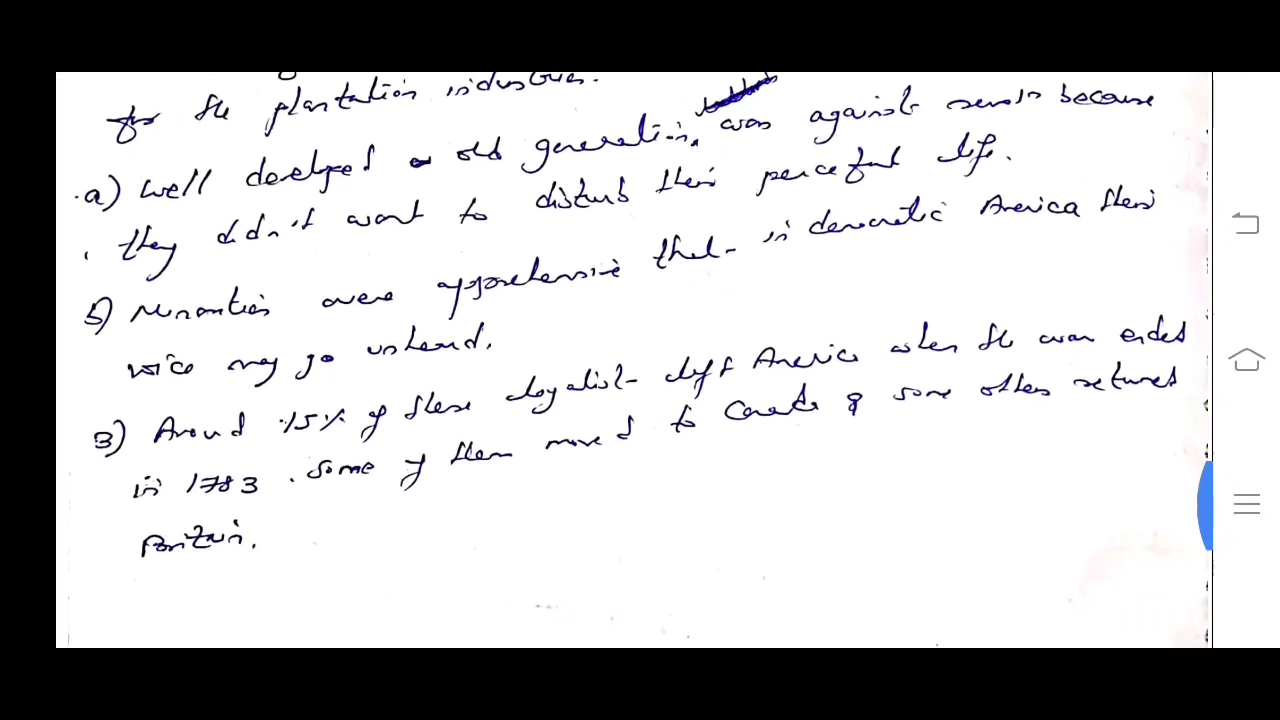 for the plantation industries.
a) Well developed old generation, was against because
they didn't want to disturb their peaceful life.
5) Minorities were apprehensive that in democratic America their
voice may go unheard.
3) Around 15% of these loyalist left America when the war ended
in 1783. Some of them moved to Canada & some others returned
Britain.